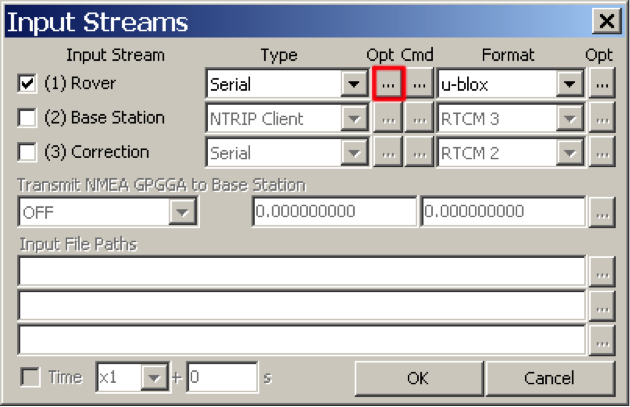 Input Streams
Input Stream Type Opt Cmd Format Opt
(1) Rover Serial ... ... u-blox ...
(2) Base Station NTRIP Client ... ... RTCM 3 ...
(3) Correction Serial ... ... RTCM 2 ...
Transmit NMEA GPGGA to Base Station
OFF 0.000000000 0.000000000 ...
Input File Paths
...
...
...
Time x1 + 0 s OK Cancel